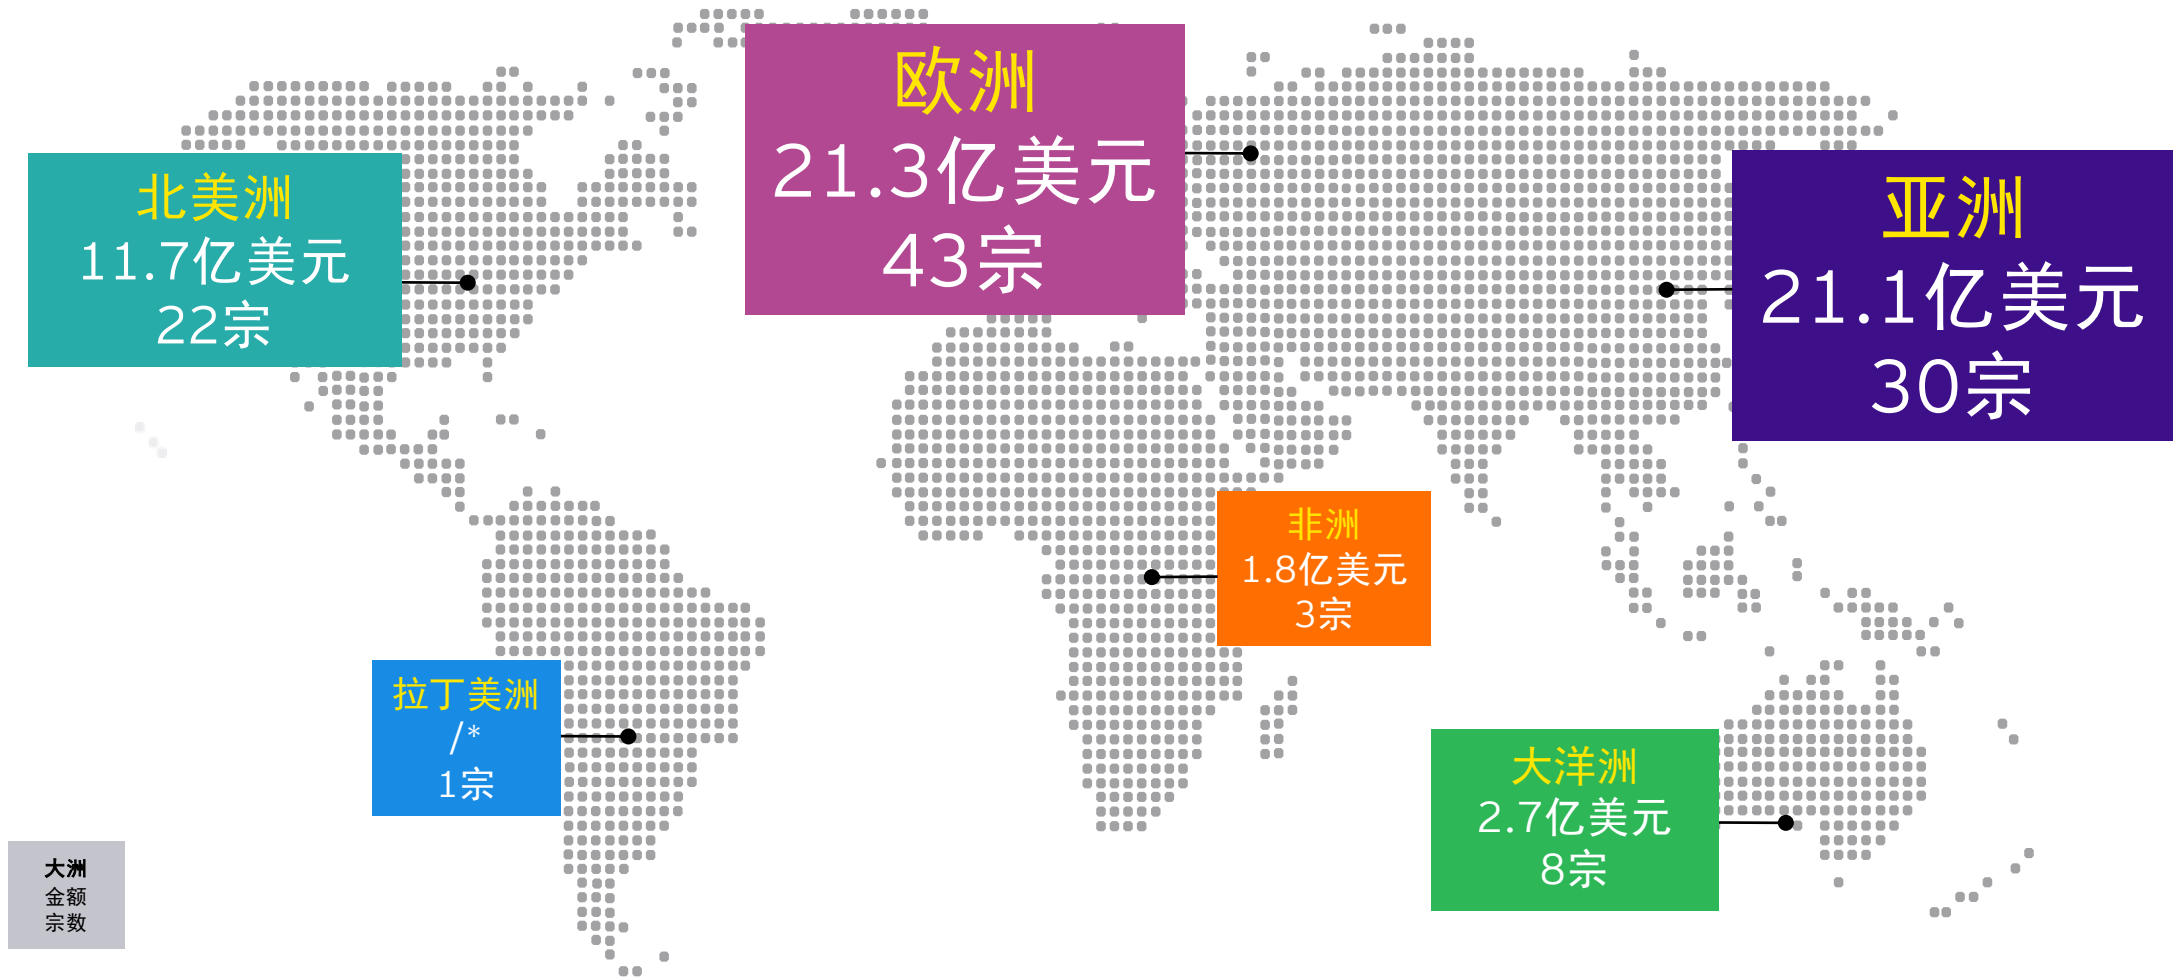 欧洲
21.3亿美元
43宗
北美洲
11.7亿美元
22宗
亚洲
21.1亿美元
30宗
非洲
1.8亿美元
3宗
拉丁美洲
/*
1宗
大洋洲
2.7亿美元
8宗
大洲
金额
宗数